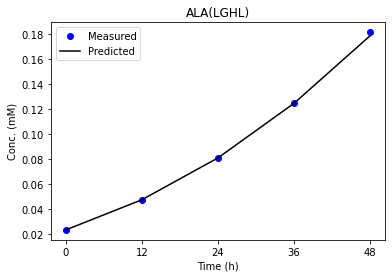 ALA(LGHL)
Measured
Predicted
Conc. (mM)
0.18
0.16
0.14
0.12
0.10
0.08
0.06
0.04
0.02
0 12 24 36 48
Time (h)